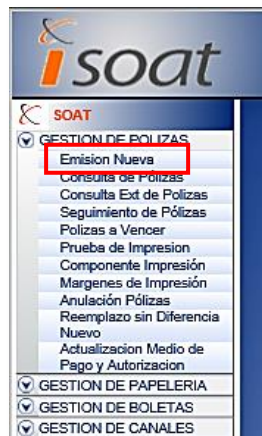 isoat
SOAT
GESTION DE POLIZAS
Emision Nueva
Consulta de Pólizas
Consulta Ext de Polizas
Seguimiento de Pólizas
Polizas a Vencer
Prueba de Impresion
Componente Impresión
Margenes de Impresión
Anulación Pólizas
Reemplazo sin Diferencia
Nuevo
Actualizacion Medio de
Pago y Autorizacion
GESTION DE PAPELERIA
GESTION DE BOLETAS
GESTION DE CANALES